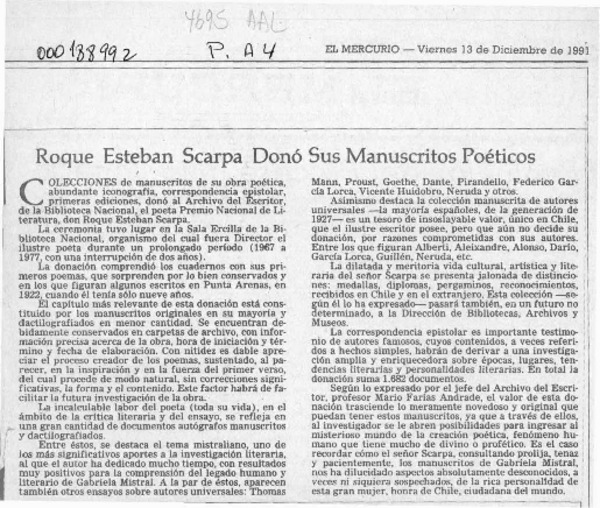 4695 AAL
000188992
P. A 4
EL MERCURIO — Viernes 13 de Diciembre de 1991
Roque Esteban Scarpa Donó Sus Manuscritos Poéticos
COLECCIONES de manuscritos de su obra poética,
abundante iconografía, correspondencia epistolar,
primeras ediciones, donó al Archivo del Escritor,
de la Biblioteca Nacional, el poeta Premio Nacional de Li-
teratura, don Roque Esteban Scarpa.
La ceremonia tuvo lugar en la Sala Ercilla de la Bi-
blioteca Nacional, organismo del cual fuera Director el
ilustre poeta durante un prolongado período (1967 a
1977, con una interrupción de dos años).
La donación comprendió los cuadernos con sus pri-
meros poemas, que sorprenden por lo bien conservados y
en los que figuran algunos escritos en Punta Arenas, en
1922, cuando él tenía sólo nueve años.
El capítulo más relevante de esta donación está cons-
tituido por los manuscritos originales en su mayoría y
dactilografiados en menor cantidad. Se encuentran de-
bidamente conservados en carpetas de archivo, con infor-
mación precisa acerca de la obra, hora de iniciación y tér-
mino y fecha de elaboración. Con nitidez es dable apre-
ciar el proceso creador de los poemas, sustentado, al pa-
recer, en la inspiración y en la fuerza del primer verso,
del cual procede de modo natural, sin correcciones signi-
ficativas, la forma y el contenido. Este factor habrá de fa-
cilitar la futura investigación de la obra.
La incalculable labor del poeta (toda su vida), en el
ámbito de la crítica literaria y del ensayo, se refleja en
una gran cantidad de documentos autógrafos manuscritos
y dactilografiados.
Entre éstos, se destaca el tema mistraliano, uno de
los más significativos aportes a la investigación literaria,
al que el autor ha dedicado mucho tiempo, con resultados
muy positivos para la comprensión del legado humano y
literario de Gabriela Mistral. A la par de éstos, aparecen
también otros ensayos sobre autores universales: Thomas
Mann, Proust, Goethe, Dante, Pirandello, Federico Gar-
cía Lorca, Vicente Huidobro, Neruda y otros.
Asimismo destaca la colección manuscrita de autores
universales —la mayoría españoles, de la generación de
1927— es un tesoro de insoslayable valor, único en Chile,
que el ilustre escritor posee, pero que aún no decide su
donación, por razones comprometidas con sus autores.
Entre los que figuran Alberti, Aleixandre, Alonso, Darío,
García Lorca, Guillén, Neruda, etc.
La dilatada y meritoria vida cultural, artística y lite-
raria del señor Scarpa se presenta jalonada de distincio-
nes: medallas, diplomas, pergaminos, reconocimientos,
recibidos en Chile y en el extranjero. Esta colección —se-
gún él lo ha expresado— pasará también, en un futuro no
determinado, a la Dirección de Bibliotecas, Archivos y
Museos.
La correspondencia epistolar es importante testimo-
nio de autores famosos, cuyos contenidos, a veces referi-
dos a hechos simples, habrán de derivar a una investiga-
ción amplia y enriquecedora sobre épocas, lugares, ten-
dencias literarias y personalidades literarias. En total la
donación suma 1.682 documentos.
Según lo expresado por el jefe del Archivo del Escri-
tor, profesor Mario Farías Andrade, el valor de esta do-
nación trasciende lo meramente novedoso y original que
puedan tener estos manuscritos, ya que a través de ellos,
al investigador se le abren posibilidades para ingresar al
misterioso mundo de la creación poética, fenómeno hu-
mano que tiene mucho de divino o profético. Es el caso
recordar cómo el señor Scarpa, consultando prolija, tenaz
y pacientemente, los manuscritos de Gabriela Mistral,
nos ha dilucidado aspectos absolutamente desconocidos, a
veces ni siquiera sospechados, de la rica personalidad de
esta gran mujer, honra de Chile, ciudadana del mundo.